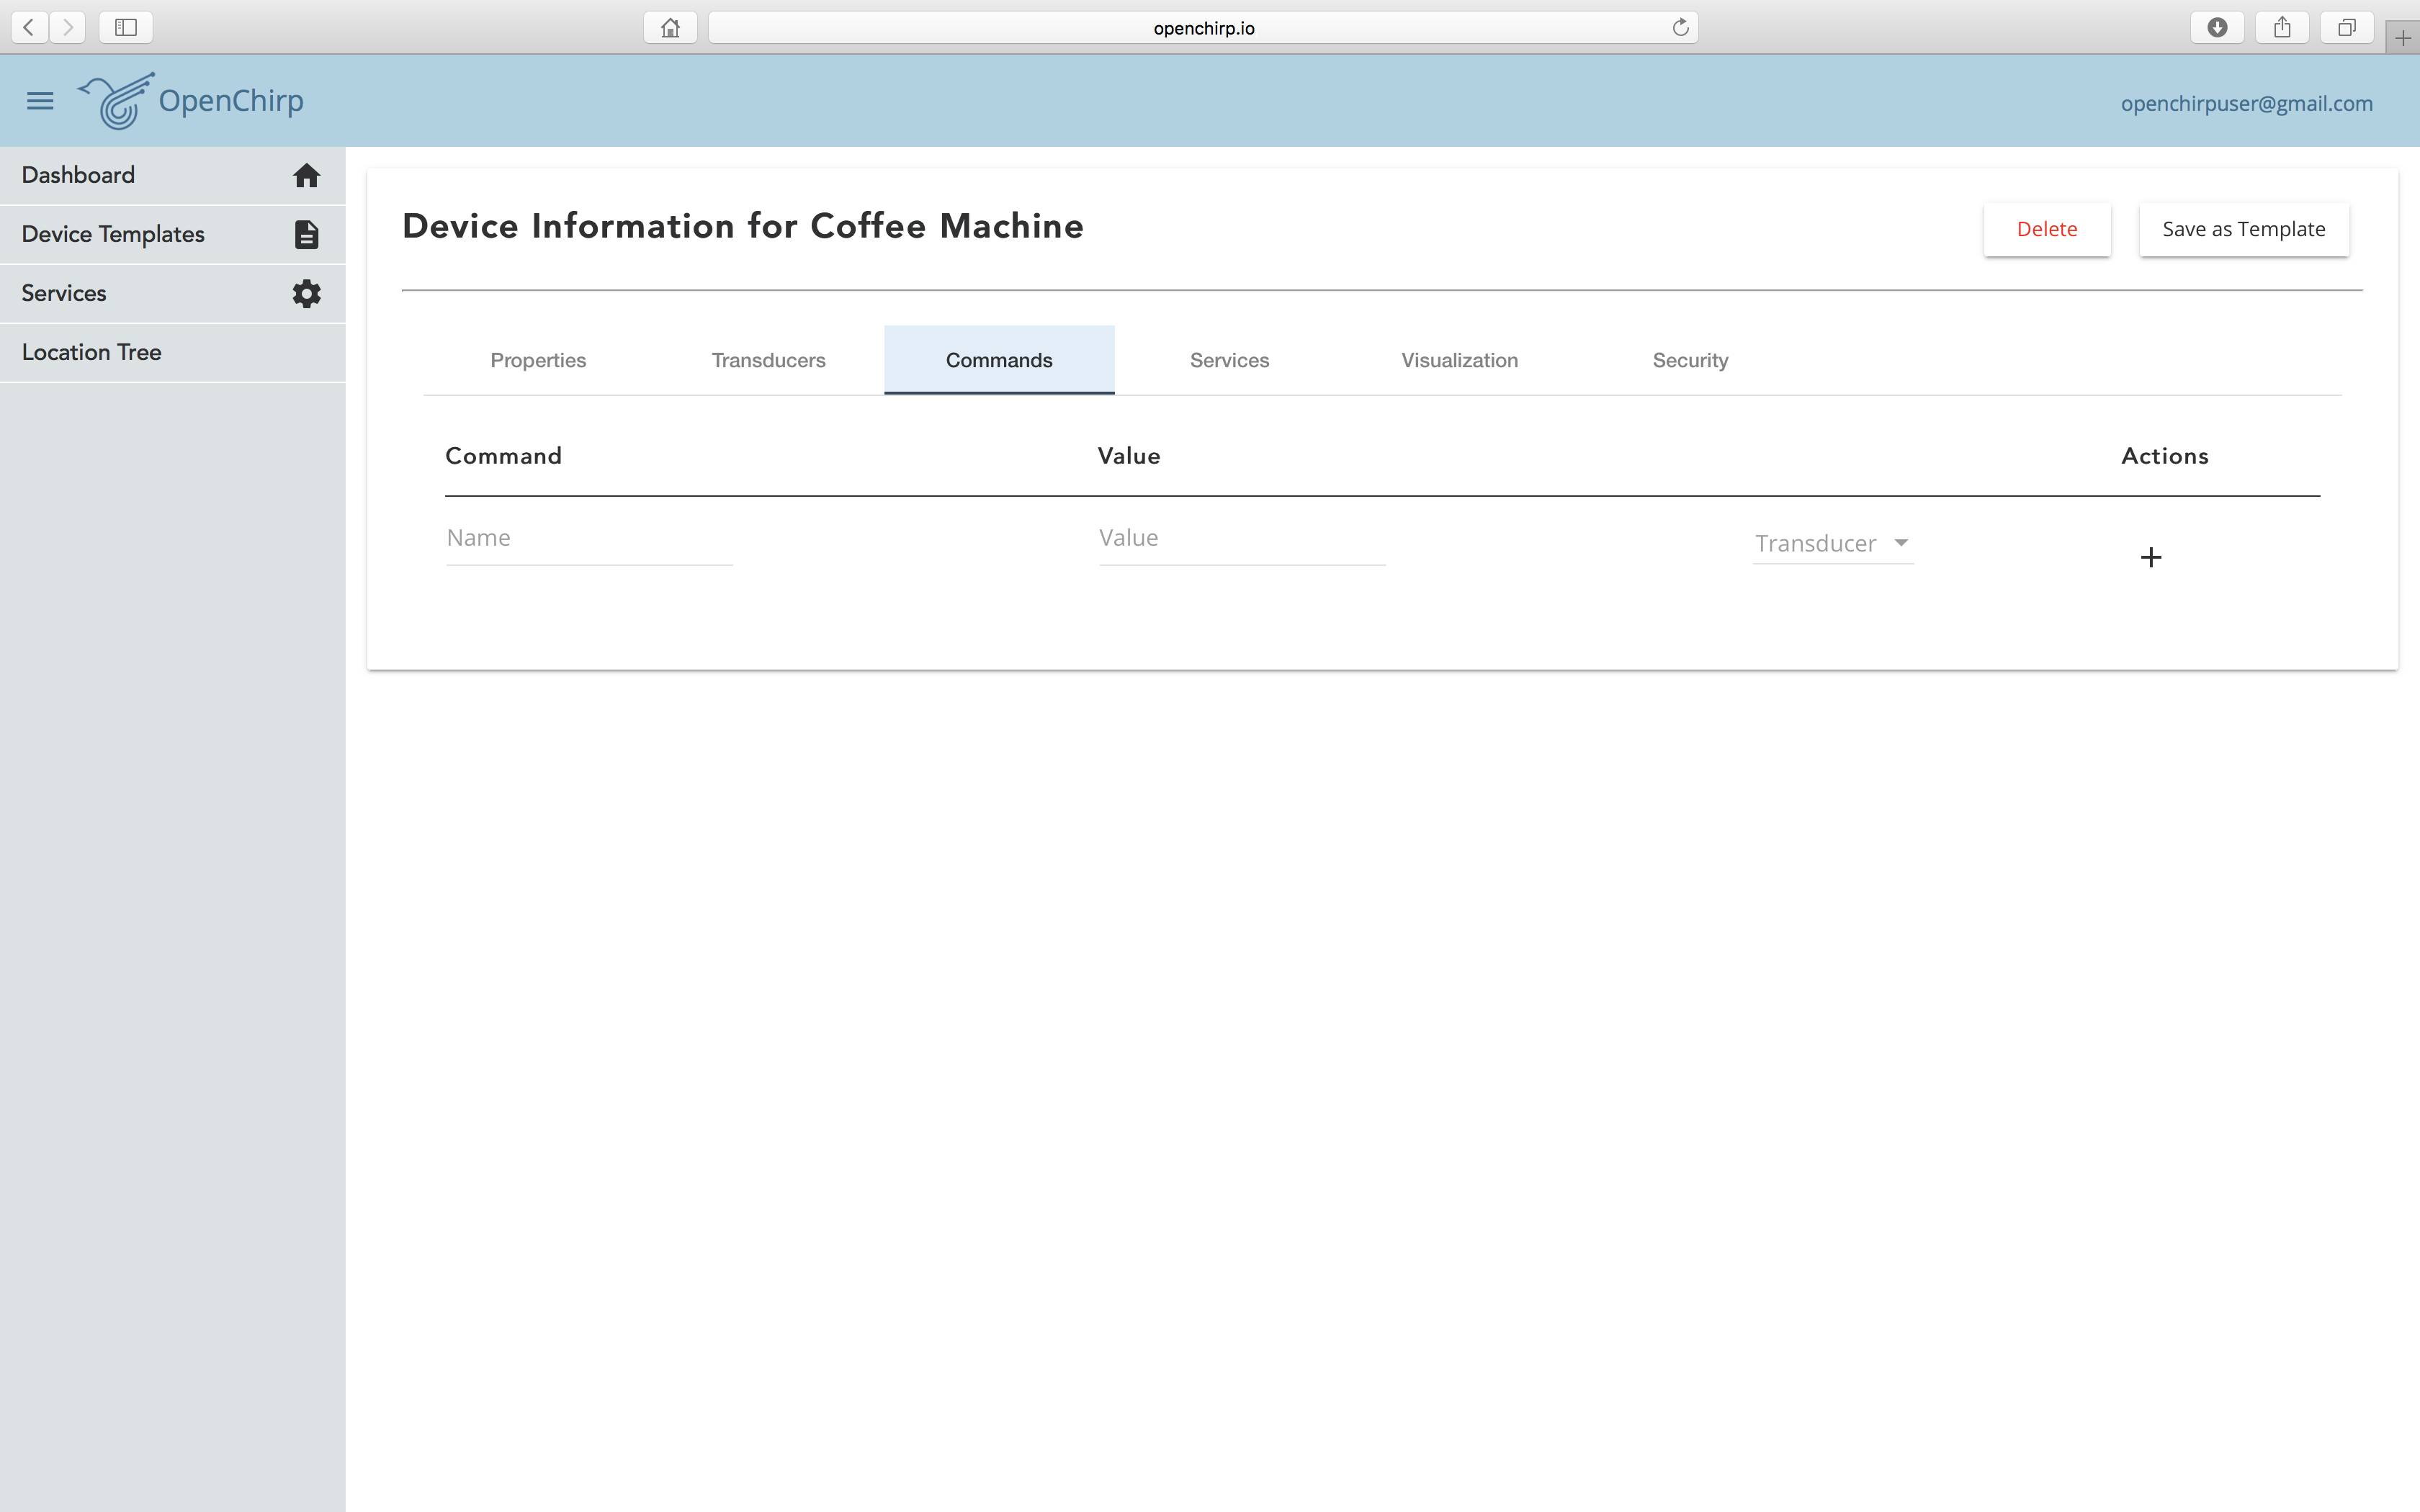 openchirp.io
OpenChirp
openchirpuser@gmail.com
Dashboard
Device Templates
Services
Location Tree
Device Information for Coffee Machine
Delete
Save as Template
Properties
Transducers
Commands
Services
Visualization
Security
Command
Value
Actions
Name
Value
Transducer